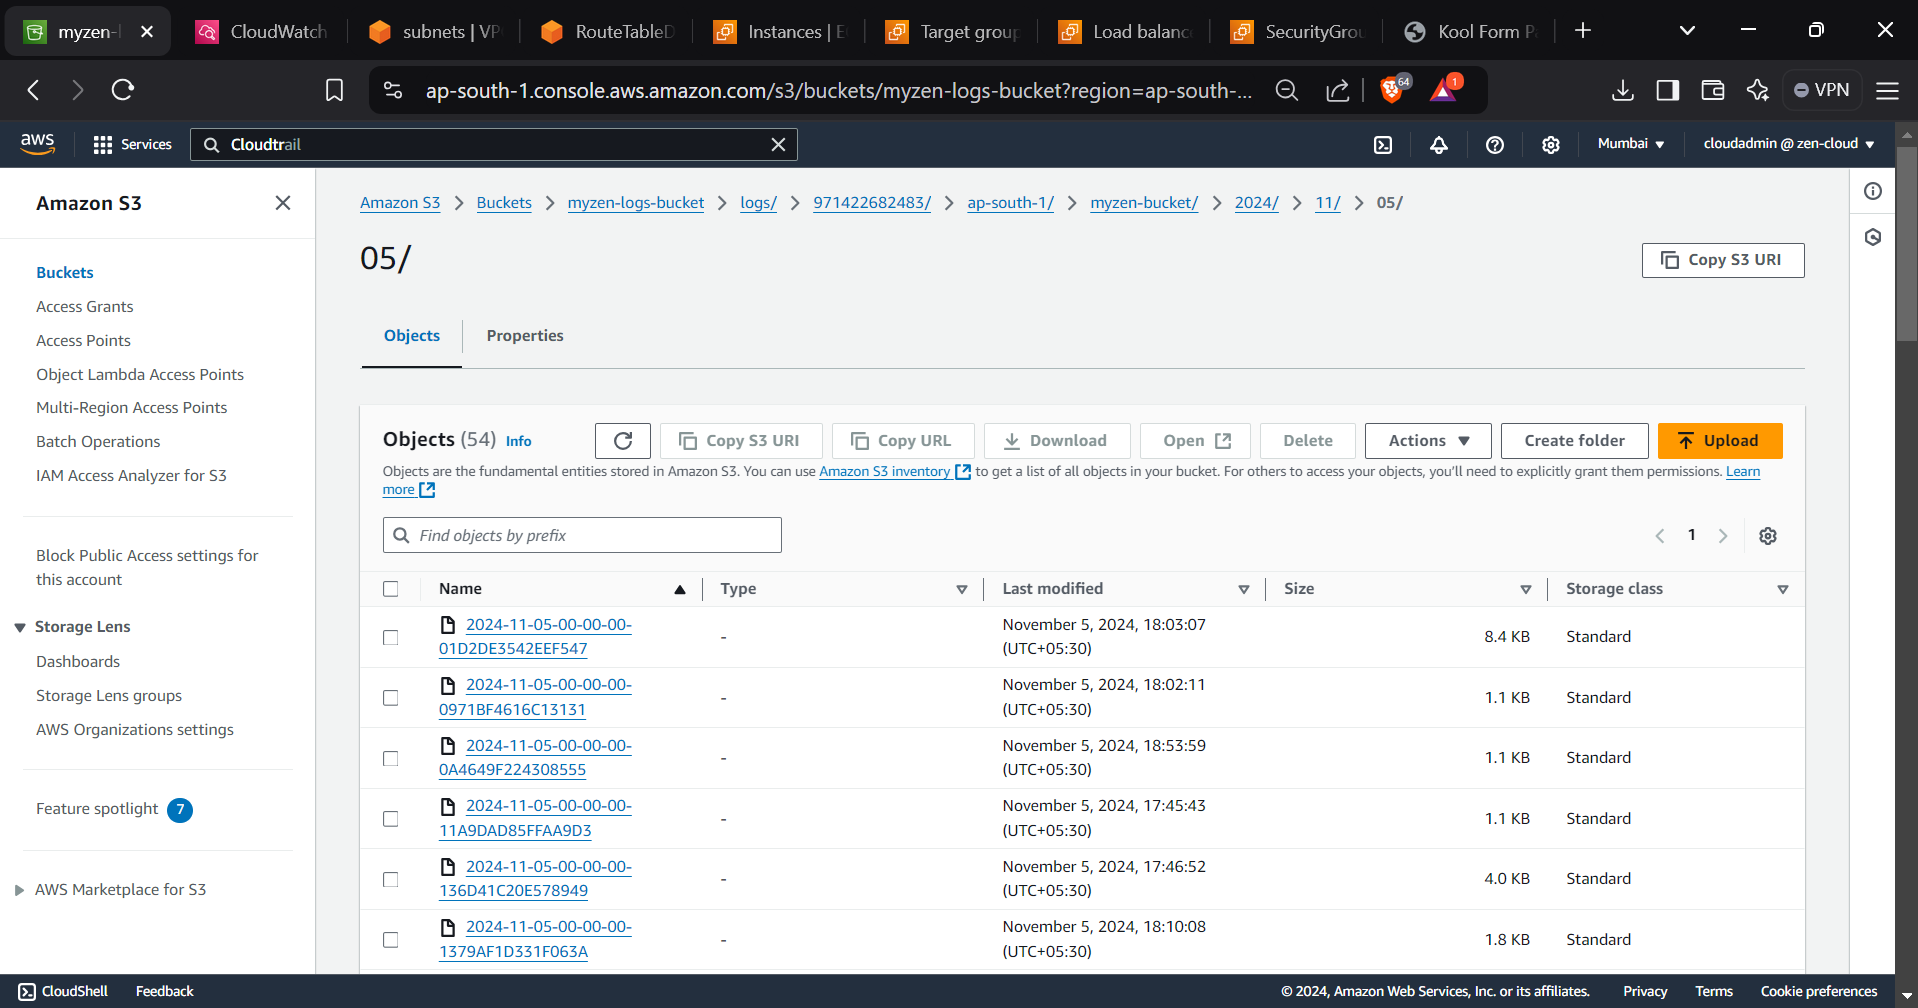 myzen-l
CloudWatch
subnets | VP
RouteTableD
Instances | E
Target group
Load balanc
SecurityGrou
Kool Form Pa
ap-south-1.console.aws.amazon.com/s3/buckets/myzen-logs-bucket?region=ap-south-...
64
1
VPN
aws
Services
Cloudtrail
Mumbai
cloudadmin @ zen-cloud
Amazon S3
Buckets
Access Grants
Access Points
Object Lambda Access Points
Multi-Region Access Points
Batch Operations
IAM Access Analyzer for S3
Block Public Access settings for
this account
Storage Lens
Dashboards
Storage Lens groups
AWS Organizations settings
Feature spotlight 7
AWS Marketplace for S3
Amazon S3 > Buckets > myzen-logs-bucket > logs/ > 971422682483/ > ap-south-1/ > myzen-bucket/ > 2024/ > 11/ > 05/
05/
Copy S3 URI
Objects
Properties
Objects (54) Info
Copy S3 URI
Copy URL
Download
Open
Delete
Actions
Create folder
Upload
Objects are the fundamental entities stored in Amazon S3. You can use Amazon S3 inventory to get a list of all objects in your bucket. For others to access your objects, you'll need to explicitly grant them permissions. Learn
more
Find objects by prefix
1
Name
Type
Last modified
Size
Storage class
2024-11-05-00-00-00-
01D2DE3542EEF547
-
November 5, 2024, 18:03:07
(UTC+05:30)
8.4 KB
Standard
2024-11-05-00-00-00-
0971BF4616C13131
-
November 5, 2024, 18:02:11
(UTC+05:30)
1.1 KB
Standard
2024-11-05-00-00-00-
0A4649F224308555
-
November 5, 2024, 18:53:59
(UTC+05:30)
1.1 KB
Standard
2024-11-05-00-00-00-
11A9DAD85FFAA9D3
-
November 5, 2024, 17:45:43
(UTC+05:30)
1.1 KB
Standard
2024-11-05-00-00-00-
136D41C20E578949
-
November 5, 2024, 17:46:52
(UTC+05:30)
4.0 KB
Standard
2024-11-05-00-00-00-
1379AF1D331F063A
-
November 5, 2024, 18:10:08
(UTC+05:30)
1.8 KB
Standard
CloudShell
Feedback
© 2024, Amazon Web Services, Inc. or its affiliates.
Privacy
Terms
Cookie preferences